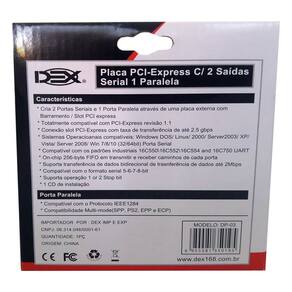 DEX
Placa PCI-Express C/ 2 Saídas
Serial 1 Paralela
Características
• Cria 2 Portas Seriais e 1 Porta Paralela através de uma placa externa com
Barramento / Slot PCI express
• Totalmente compatível com PCI-express revisão 1.1
• Conexão slot PCI-Express com taxa de transferência de até 2.5 gbps
• Sistemas Operacionais compatíveis: Windows DOS/ Linux/ 2000/ Server2003/ XP/
Vista/ Server 2008/ Win 7/8/10 (32/64bit) Porta Serial
• Compatível com os padrões industriais 16C550\16C552\16C554 and 16C750 UART
• On-chip 256-byte FIFO em transmitir e receber caminhos de cada porta
• Suporta transferência de dados bidirecional de transferência de dados até 2Mbps
• Compatível com o formato serial 5-6-7-8-bit
• Suporta operação 1 or 2 Stop bit
• 1 CD de instalação
Porta Paralela
• Compatível com o Protocolo IEEE1284
• Compatibilidade Multi-mode(SPP, PS2, EPP e ECP)
IMPORTADOR POR : DEX IMP E EXP
CNPJ:
QUANTIDADE : 1PÇ
ORIGEM: CHINA
MODEL: DP-03
www.dex168.com.br